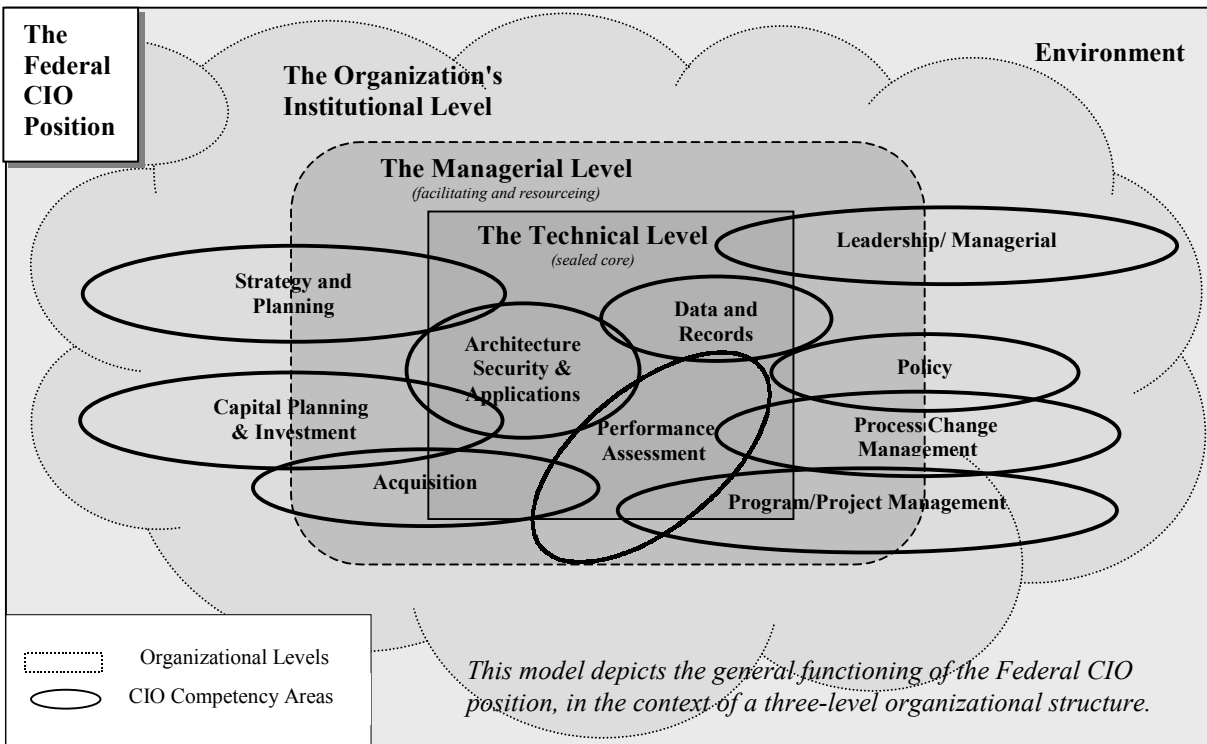 The
Federal
CIO
Position
Environment
The Organization's
Institutional Level
The Managerial Level
(facilitating and resourceing)
The Technical Level
(sealed core)
Leadership/ Managerial
Strategy and
Planning
Data and
Records
Architecture
Security &
Applications
Policy
Capital Planning
& Investment
Performance
Assessment
Process Change
Management
Acquisition
Program/Project Management
Organizational Levels
CIO Competency Areas
This model depicts the general functioning of the Federal CIO
position, in the context of a three-level organizational structure.